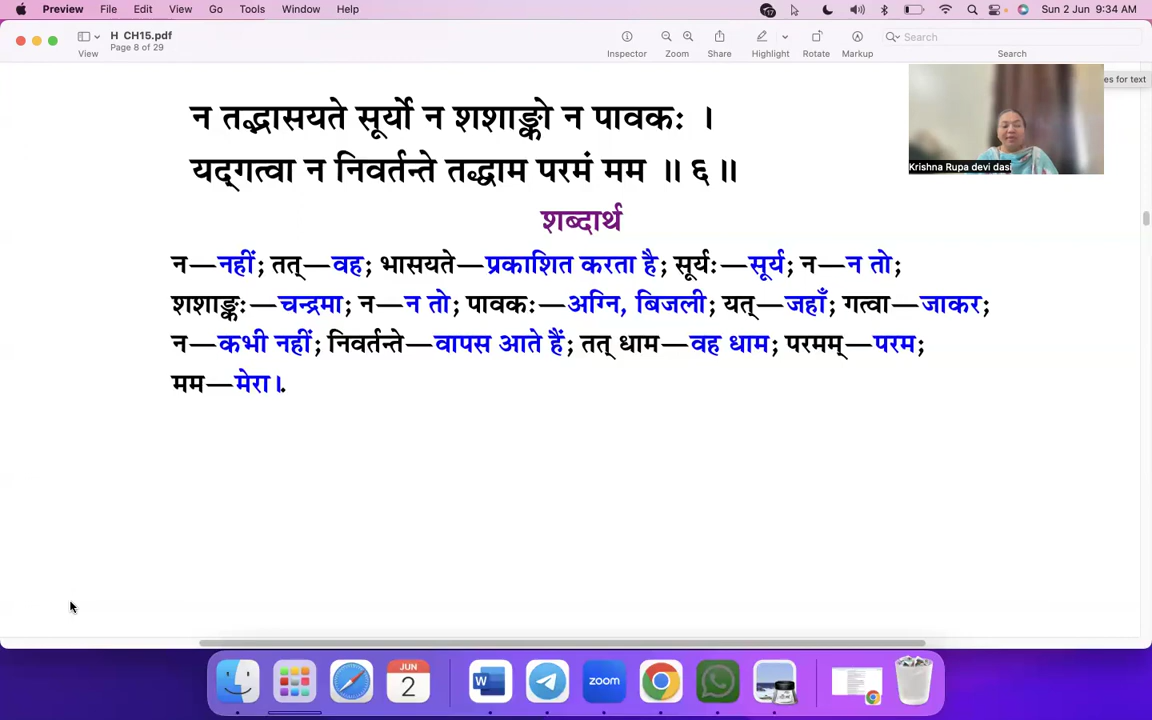 Preview File Edit View Go Tools Window Help Sun 2 Jun 9:34 AM
H CH15.pdf
Page 8 of 29
Search
View Inspector Zoom Share Highlight Rotate Markup Search
es for text
न तद्भासयते सूर्यो न शशाङ्को न पावकः ।
यद्‌गत्वा न निवर्तन्ते तद्धाम परमं मम ॥ ६ ॥
Krishna Rupa devi dasi
शब्दार्थ
न—नहीं; तत्—वह; भासयते—प्रकाशित करता है; सूर्यः—सूर्य; न—न तो;
शशाङ्कः—चन्द्रमा; न—न तो; पावकः—अग्नि, बिजली; यत्—जहाँ; गत्वा—जाकर;
न—कभी नहीं; निवर्तन्ते—वापस आते हैं; तत् धाम—वह धाम; परमम्—परम;
मम—मेरा।.
JUN
2
W
zoom